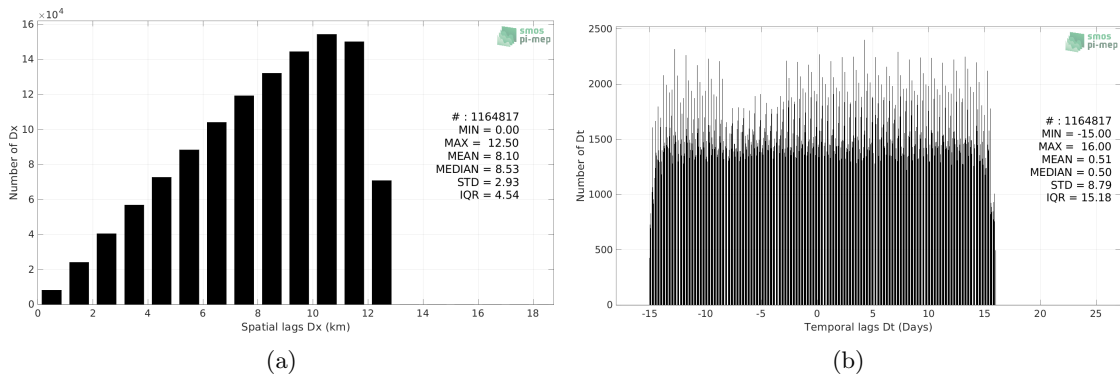 ×10⁴
16
14
12
10
8
6
4
2
0
Number of Dx
0 2 4 6 8 10 12 14 16 18
Spatial lags Dx (km)
smos
pi-mep
# : 1164817
MIN = 0.00
MAX = 12.50
MEAN = 8.10
MEDIAN = 8.53
STD = 2.93
IQR = 4.54
(a)
2500
2000
1500
1000
500
0
Number of Dt
-15 -10 -5 0 5 10 15 20 25
Temporal lags Dt (Days)
smos
pi-mep
# : 1164817
MIN = -15.00
MAX = 16.00
MEAN = 0.51
MEDIAN = 0.50
STD = 8.79
IQR = 15.18
(b)